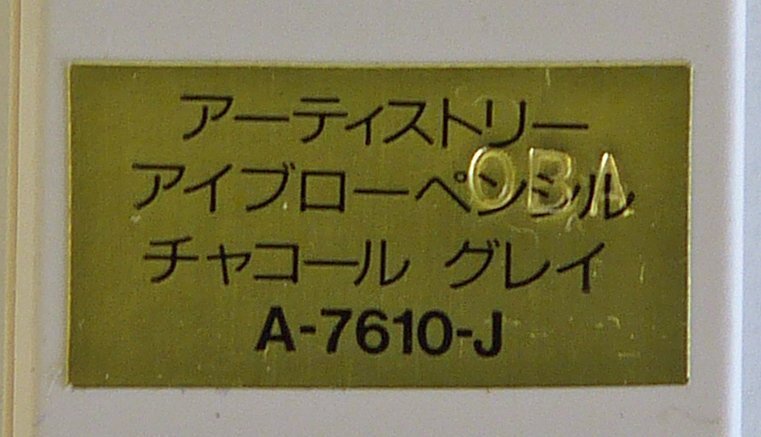 アーティストリー
アイブローペンシル
チャコール グレイ
A-7610-J
OBA